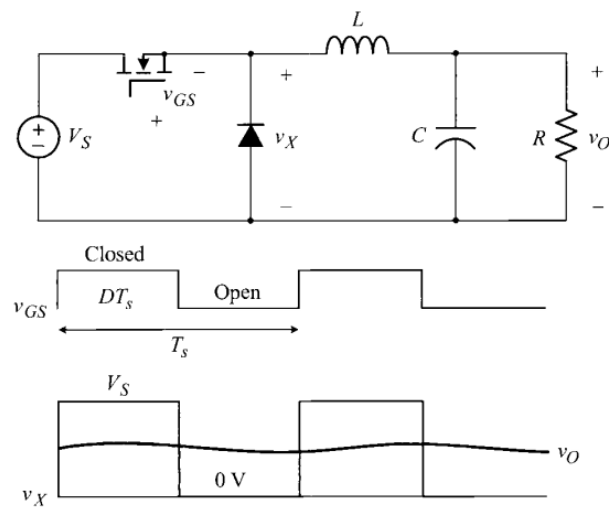 L
−
+
+
v_GS
+
V_S
+
−
v_X
C
R
v_O
−
−
Closed
v_GS
DT_s
Open
T_s
V_S
v_O
0 V
v_X